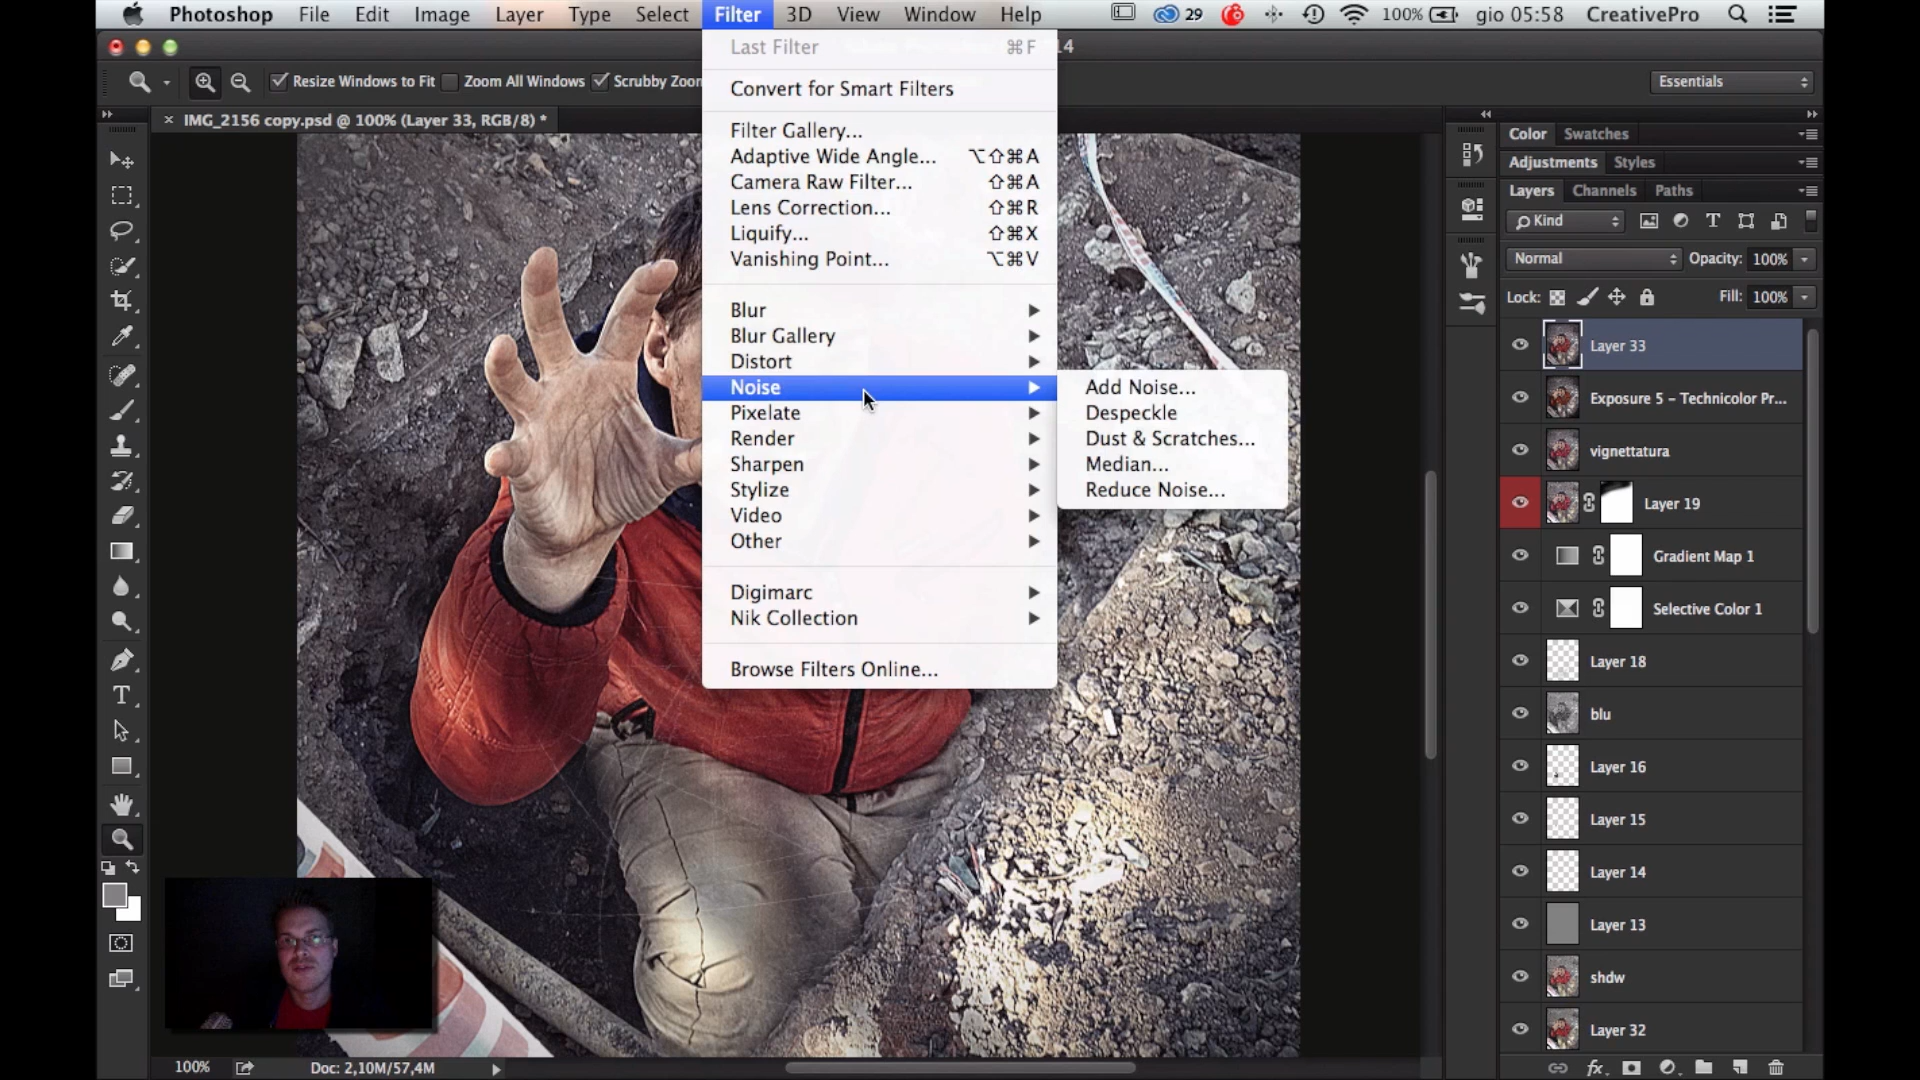 Photoshop File Edit Image Layer Type Select Filter 3D View Window Help 29 100% gio 05:58 CreativePro
14
Resize Windows to Fit Zoom All Windows Scrubby Zoom Essentials
× IMG_2156 copy.psd @ 100% (Layer 33, RGB/8) *
Last Filter ⌘F
Convert for Smart Filters
Filter Gallery...
Adaptive Wide Angle... ⌥⇧⌘A
Camera Raw Filter... ⇧⌘A
Lens Correction... ⇧⌘R
Liquify... ⇧⌘X
Vanishing Point... ⌥⌘V
Blur
Blur Gallery
Distort
Noise
Pixelate
Render
Sharpen
Stylize
Video
Other
Digimarc
Nik Collection
Browse Filters Online...
Add Noise...
Despeckle
Dust & Scratches...
Median...
Reduce Noise...
Color Swatches
Adjustments Styles
Layers Channels Paths
Kind
Normal Opacity: 100%
Lock: Fill: 100%
Layer 33
Exposure 5 – Technicolor Pr...
vignettatura
Layer 19
Gradient Map 1
Selective Color 1
Layer 18
blu
Layer 16
Layer 15
Layer 14
Layer 13
shdw
Layer 32
100% Doc: 2,10M/57,4M